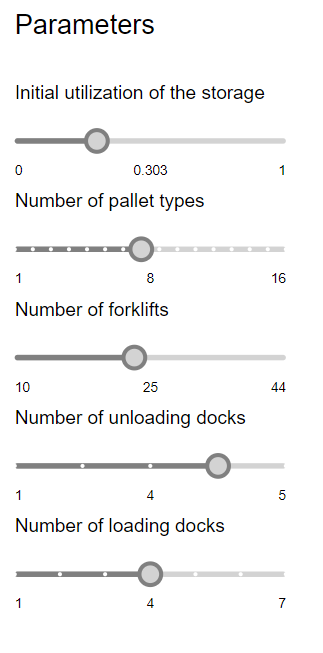 Parameters
Initial utilization of the storage
0 0.303 1
Number of pallet types
1 8 16
Number of forklifts
10 25 44
Number of unloading docks
1 4 5
Number of loading docks
1 4 7